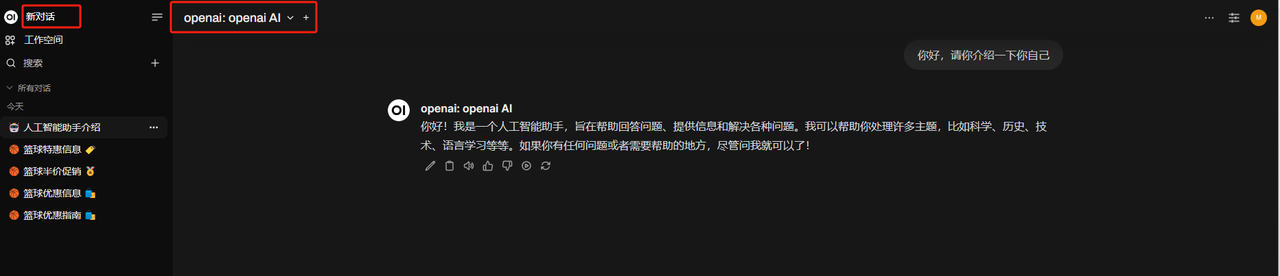 OI 新对话
工作空间
搜索
所有对话
今天
人工智能助手介绍
篮球特惠信息
篮球半价促销
篮球优惠信息
篮球优惠指南
openai: openai AI
M
你好，请你介绍一下你自己
OI openai: openai AI
你好！我是一个人工智能助手，旨在帮助回答问题、提供信息和解决各种问题。我可以帮助你处理许多主题，比如科学、历史、技
术、语言学习等等。如果你有任何问题或者需要帮助的地方，尽管问我就可以了！